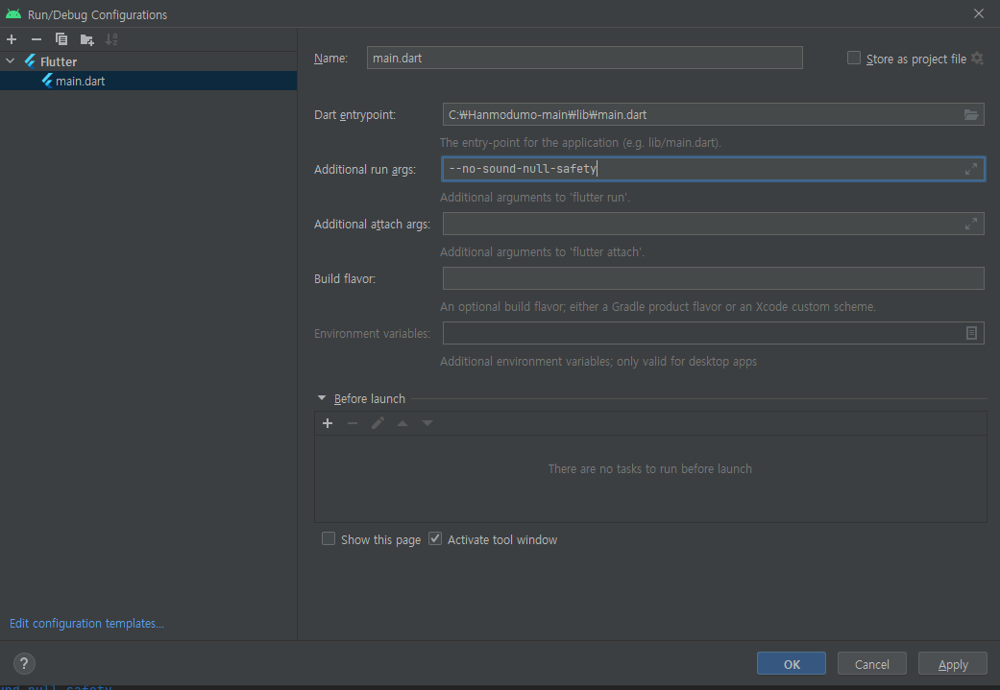 Run/Debug Configurations
Flutter
main.dart
Name: main.dart
Store as project file
Dart entrypoint: C:₩Hanmodumo-main₩lib₩main.dart
The entry-point for the application (e.g. lib/main.dart).
Additional run args: --no-sound-null-safety
Additional arguments to 'flutter run'.
Additional attach args:
Additional arguments to 'flutter attach'.
Build flavor:
An optional build flavor; either a Gradle product flavor or an Xcode custom scheme.
Environment variables:
Additional environment variables; only valid for desktop apps
Before launch
There are no tasks to run before launch
Show this page Activate tool window
Edit configuration templates...
? OK Cancel Apply